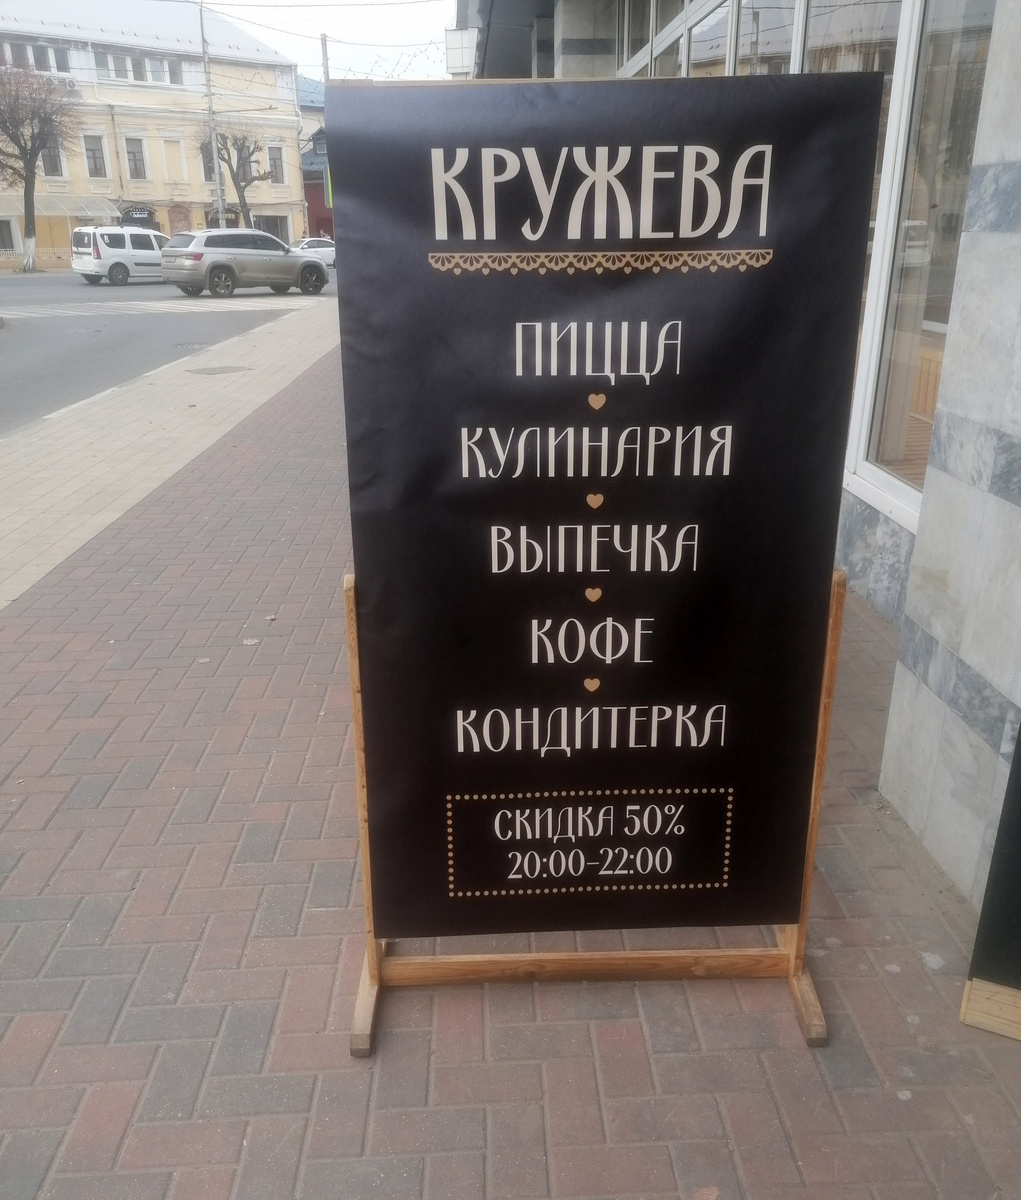 КРУЖЕВА
ПИЦЦА
КУЛИНАРИЯ
ВЫПЕЧКА
КОФЕ
КОНДИТЕРКА
СКИДКА 50%
20:00-22:00